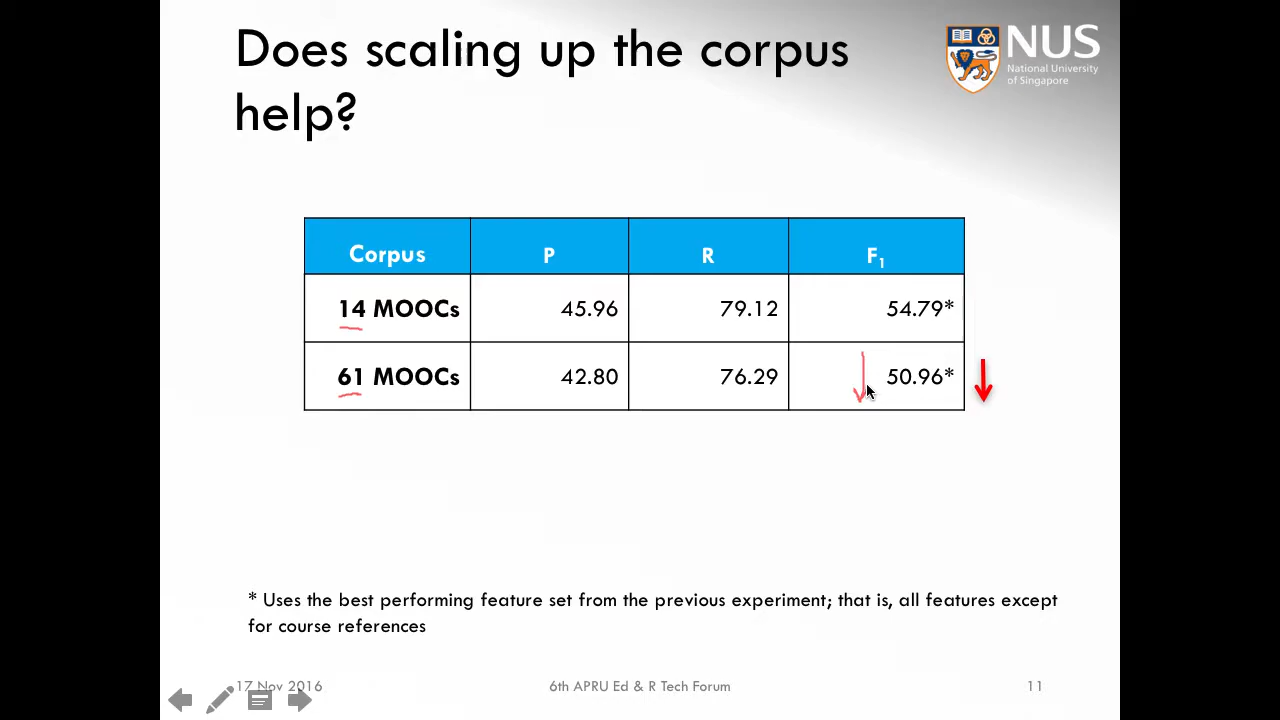 Does scaling up the corpus
help?
NUS
National University
of Singapore
Corpus P R F1
14 MOOCs 45.96 79.12 54.79*
61 MOOCs 42.80 76.29 50.96*
* Uses the best performing feature set from the previous experiment; that is, all features except
for course references
17 Nov 2016 6th APRU Ed & R Tech Forum 11